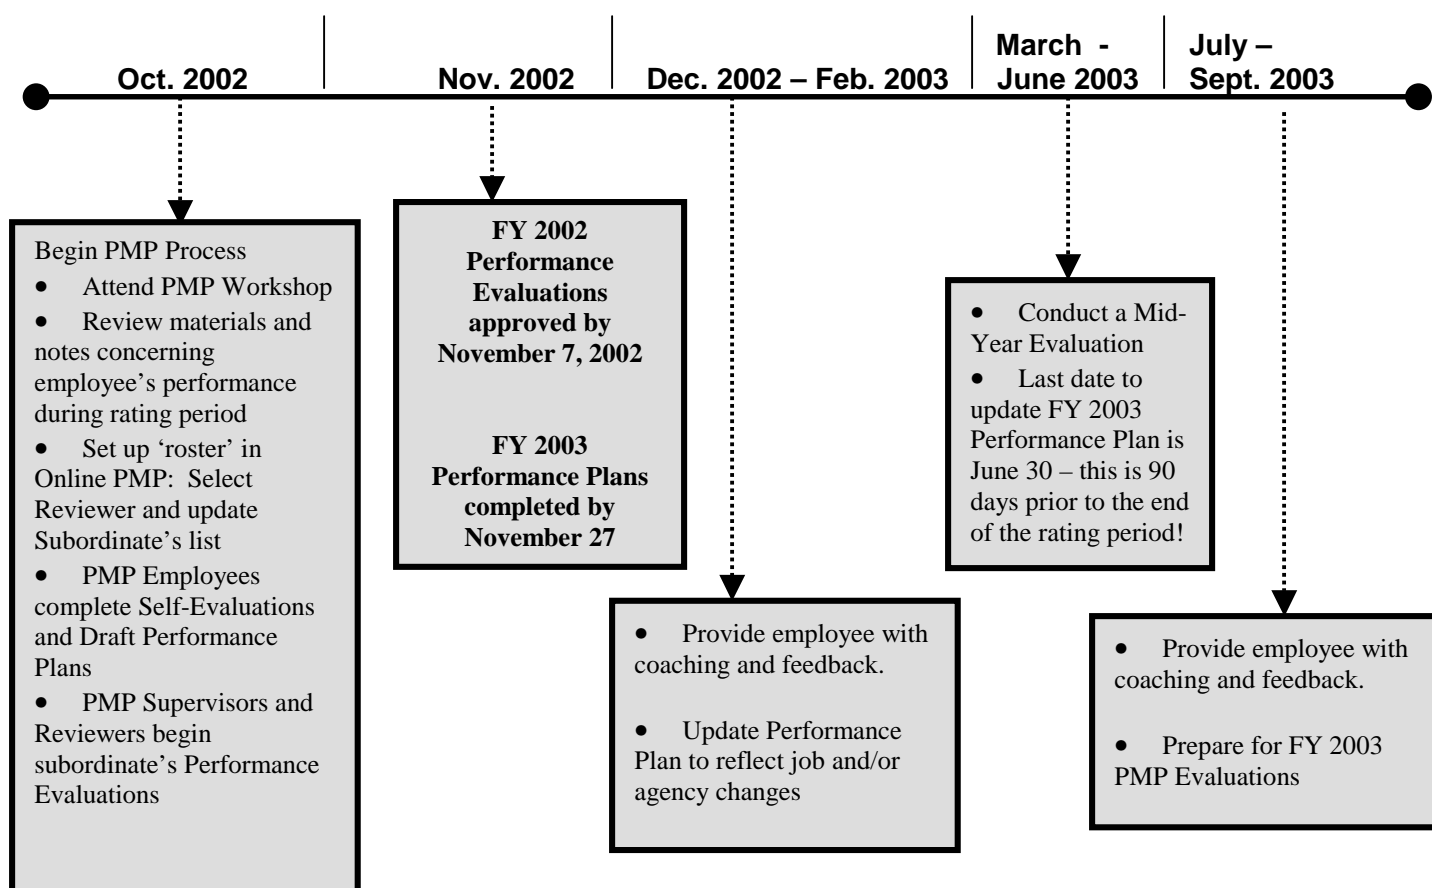 Oct. 2002
Nov. 2002
Dec. 2002 – Feb. 2003
March -
June 2003
July –
Sept. 2003
Begin PMP Process
• Attend PMP Workshop
• Review materials and
notes concerning
employee’s performance
during rating period
• Set up ‘roster’ in
Online PMP: Select
Reviewer and update
Subordinate’s list
• PMP Employees
complete Self-Evaluations
and Draft Performance
Plans
• PMP Supervisors and
Reviewers begin
subordinate’s Performance
Evaluations
FY 2002
Performance
Evaluations
approved by
November 7, 2002
FY 2003
Performance Plans
completed by
November 27
• Provide employee with
coaching and feedback.
• Update Performance
Plan to reflect job and/or
agency changes
• Conduct a Mid-
Year Evaluation
• Last date to
update FY 2003
Performance Plan is
June 30 – this is 90
days prior to the end
of the rating period!
• Provide employee with
coaching and feedback.
• Prepare for FY 2003
PMP Evaluations